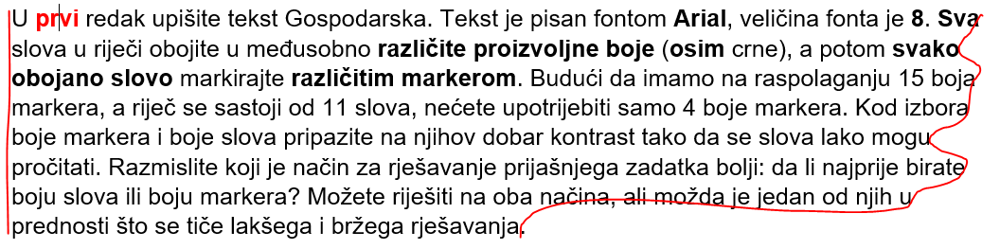 U prvi redak upišite tekst Gospodarska. Tekst je pisan fontom Arial, veličina fonta je 8. Sva
slova u riječi obojite u međusobno različite proizvoljne boje (osim crne), a potom svako
obojano slovo markirajte različitim markerom. Budući da imamo na raspolaganju 15 boja
markera, a riječ se sastoji od 11 slova, nećete upotrijebiti samo 4 boje markera. Kod izbora
boje markera i boje slova pripazite na njihov dobar kontrast tako da se slova lako mogu
pročitati. Razmislite koji je način za rješavanje prijašnjega zadatka bolji: da li najprije birate
boju slova ili boju markera? Možete riješiti na oba načina, ali možda je jedan od njih u
prednosti što se tiče lakšega i bržega rješavanja.